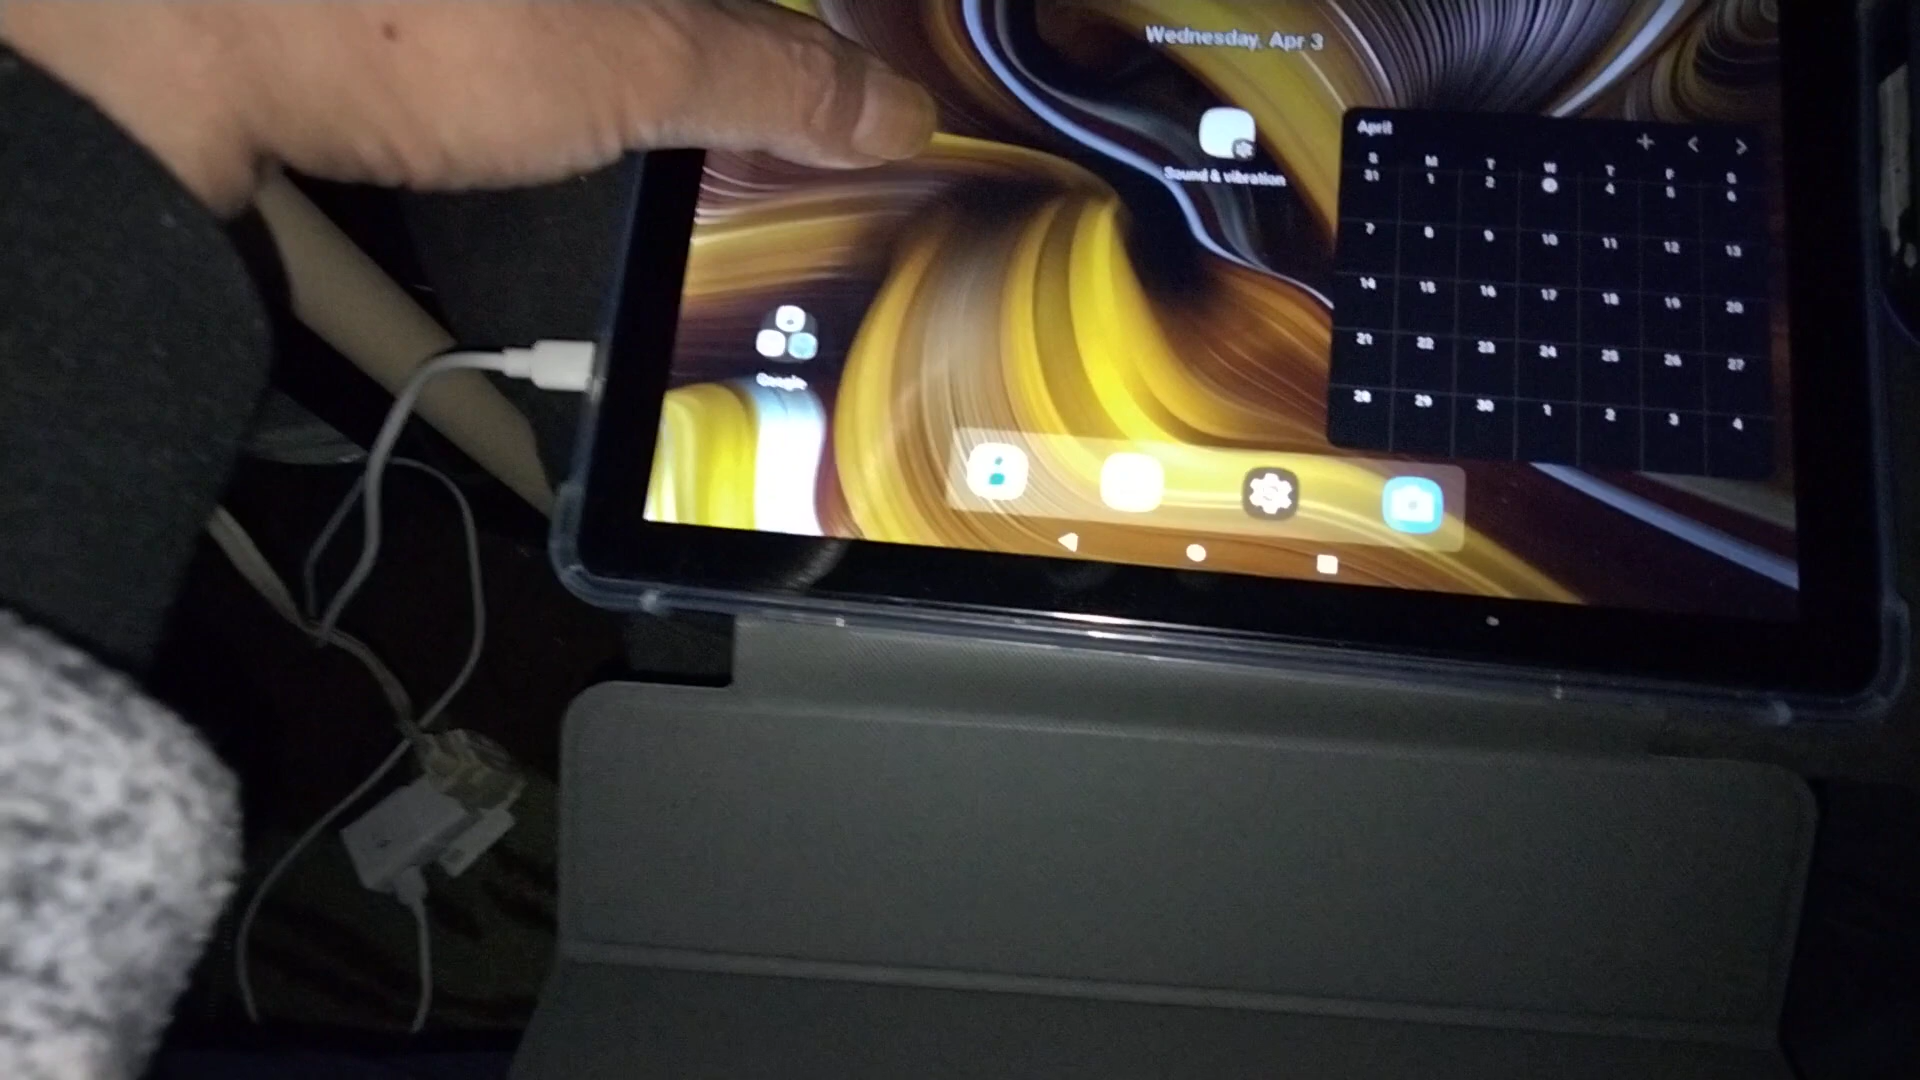 Wednesday, Apr 3
Sound & vibration
April
S M T W T F S
31 1 2 4 5 6
7 8 9 10 11 12 13
14 15 16 17 18 19 20
21 22 23 24 25 26 27
28 29 30 1 2 3 4
Google